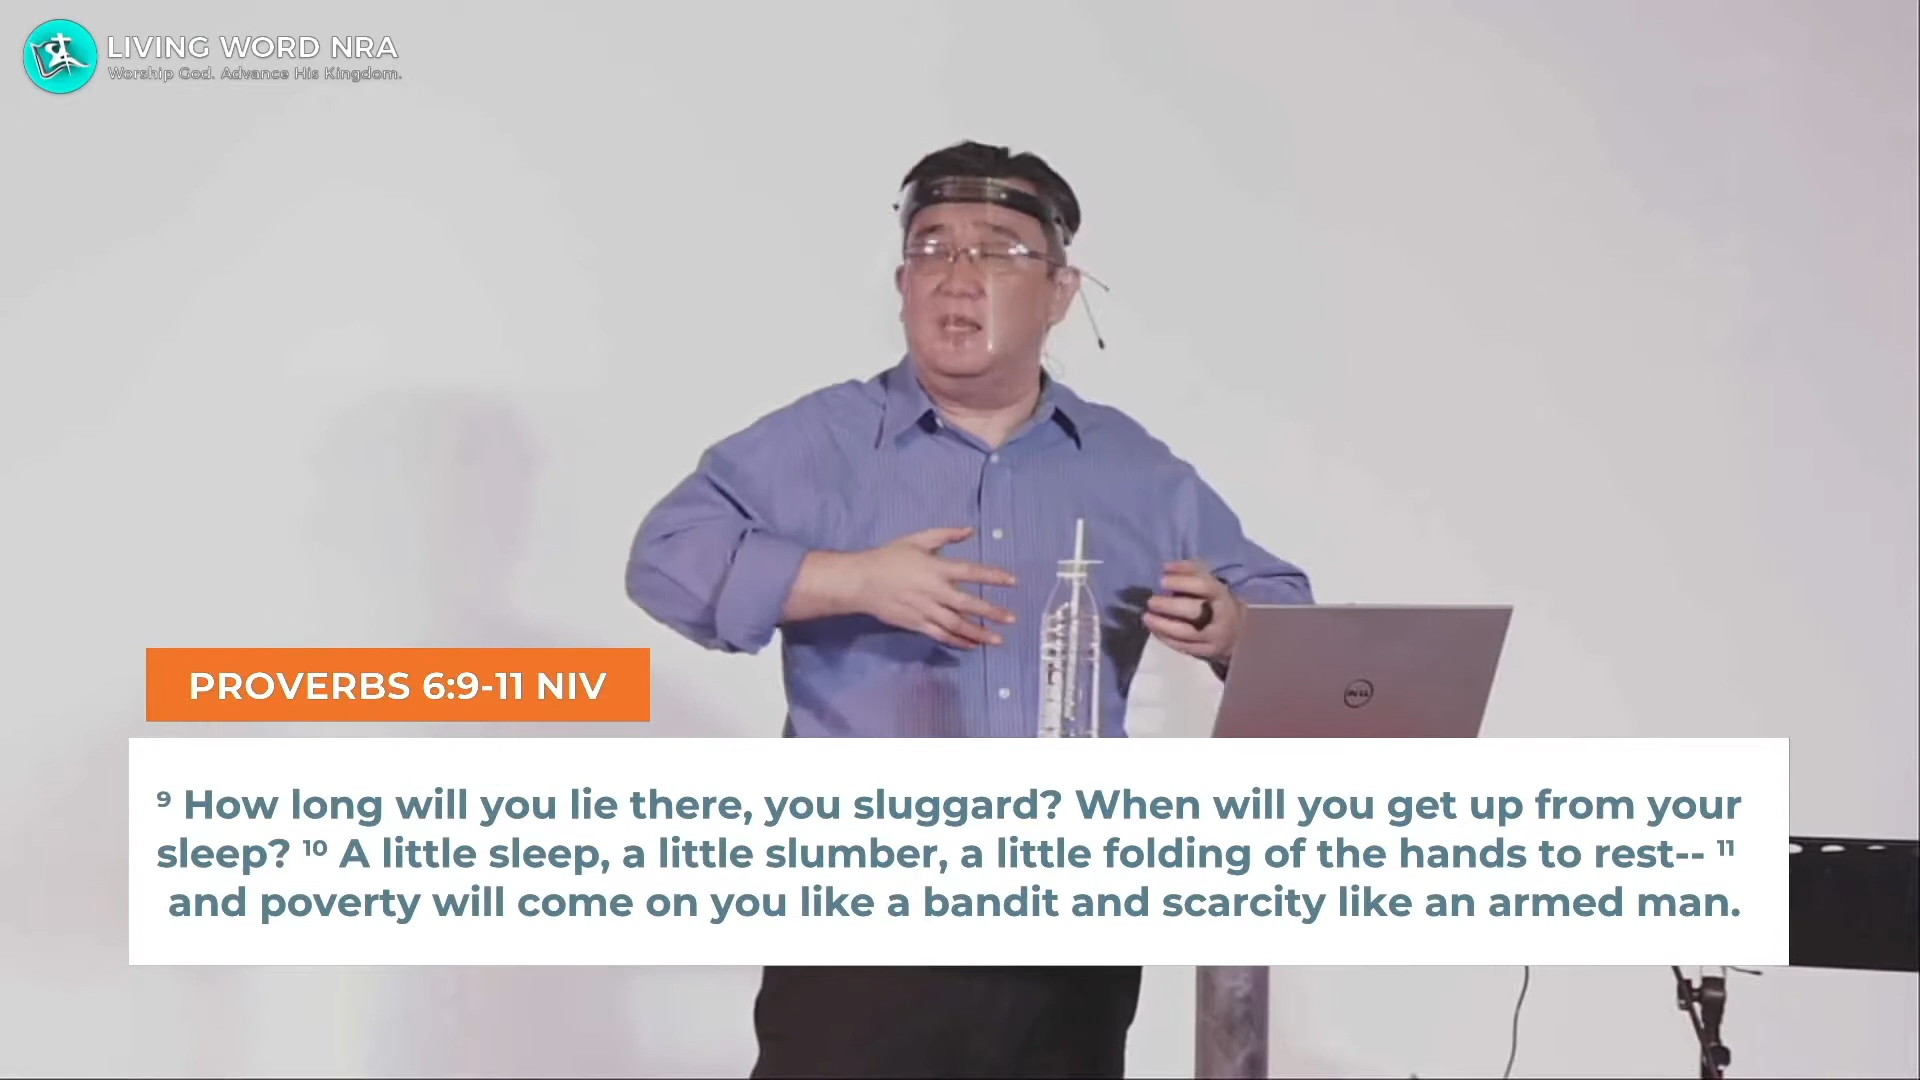 LIVING WORD NRA
Worship God. Advance His Kingdom.
PROVERBS 6:9-11 NIV
⁹ How long will you lie there, you sluggard? When will you get up from your
sleep? ¹⁰ A little sleep, a little slumber, a little folding of the hands to rest-- ¹¹
and poverty will come on you like a bandit and scarcity like an armed man.
DELL